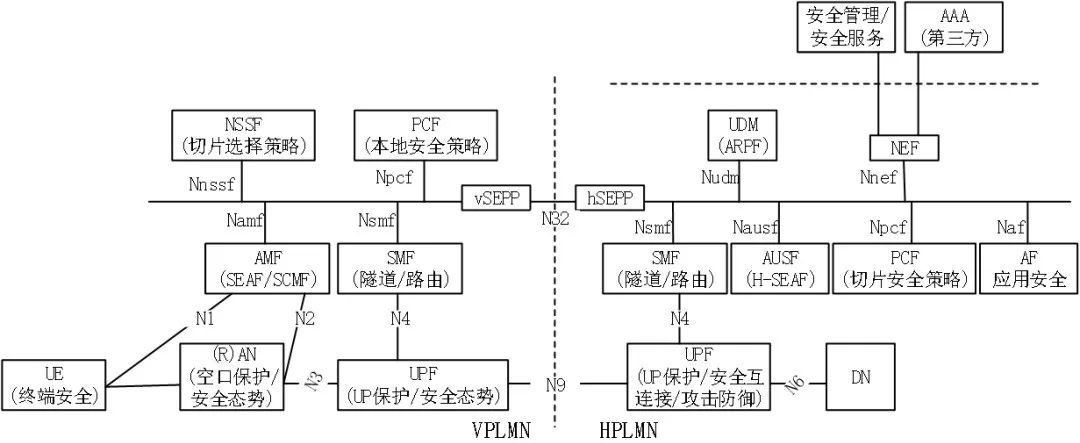 安全管理/
安全服务
AAA
(第三方)
NSSF
(切片选择策略)
PCF
(本地安全策略)
UDM
(ARPF)
NEF
Nnssf
Npcf
Nudm
Nnef
vSEPP
hSEPP
N32
Namf
Nsmf
Nsmf
Nausf
Npcf
Naf
AMF
(SEAF/SCMF)
SMF
(隧道/路由)
SMF
(隧道/路由)
AUSF
(H-SEAF)
PCF
(切片安全策略)
AF
应用安全
N1
N2
N4
N4
UE
(终端安全)
(R)AN
(空口保护/
安全态势)
N3
UPF
(UP保护/安全态势)
N9
UPF
(UP保护/安全互
连接/攻击防御)
N6
DN
VPLMN
HPLMN